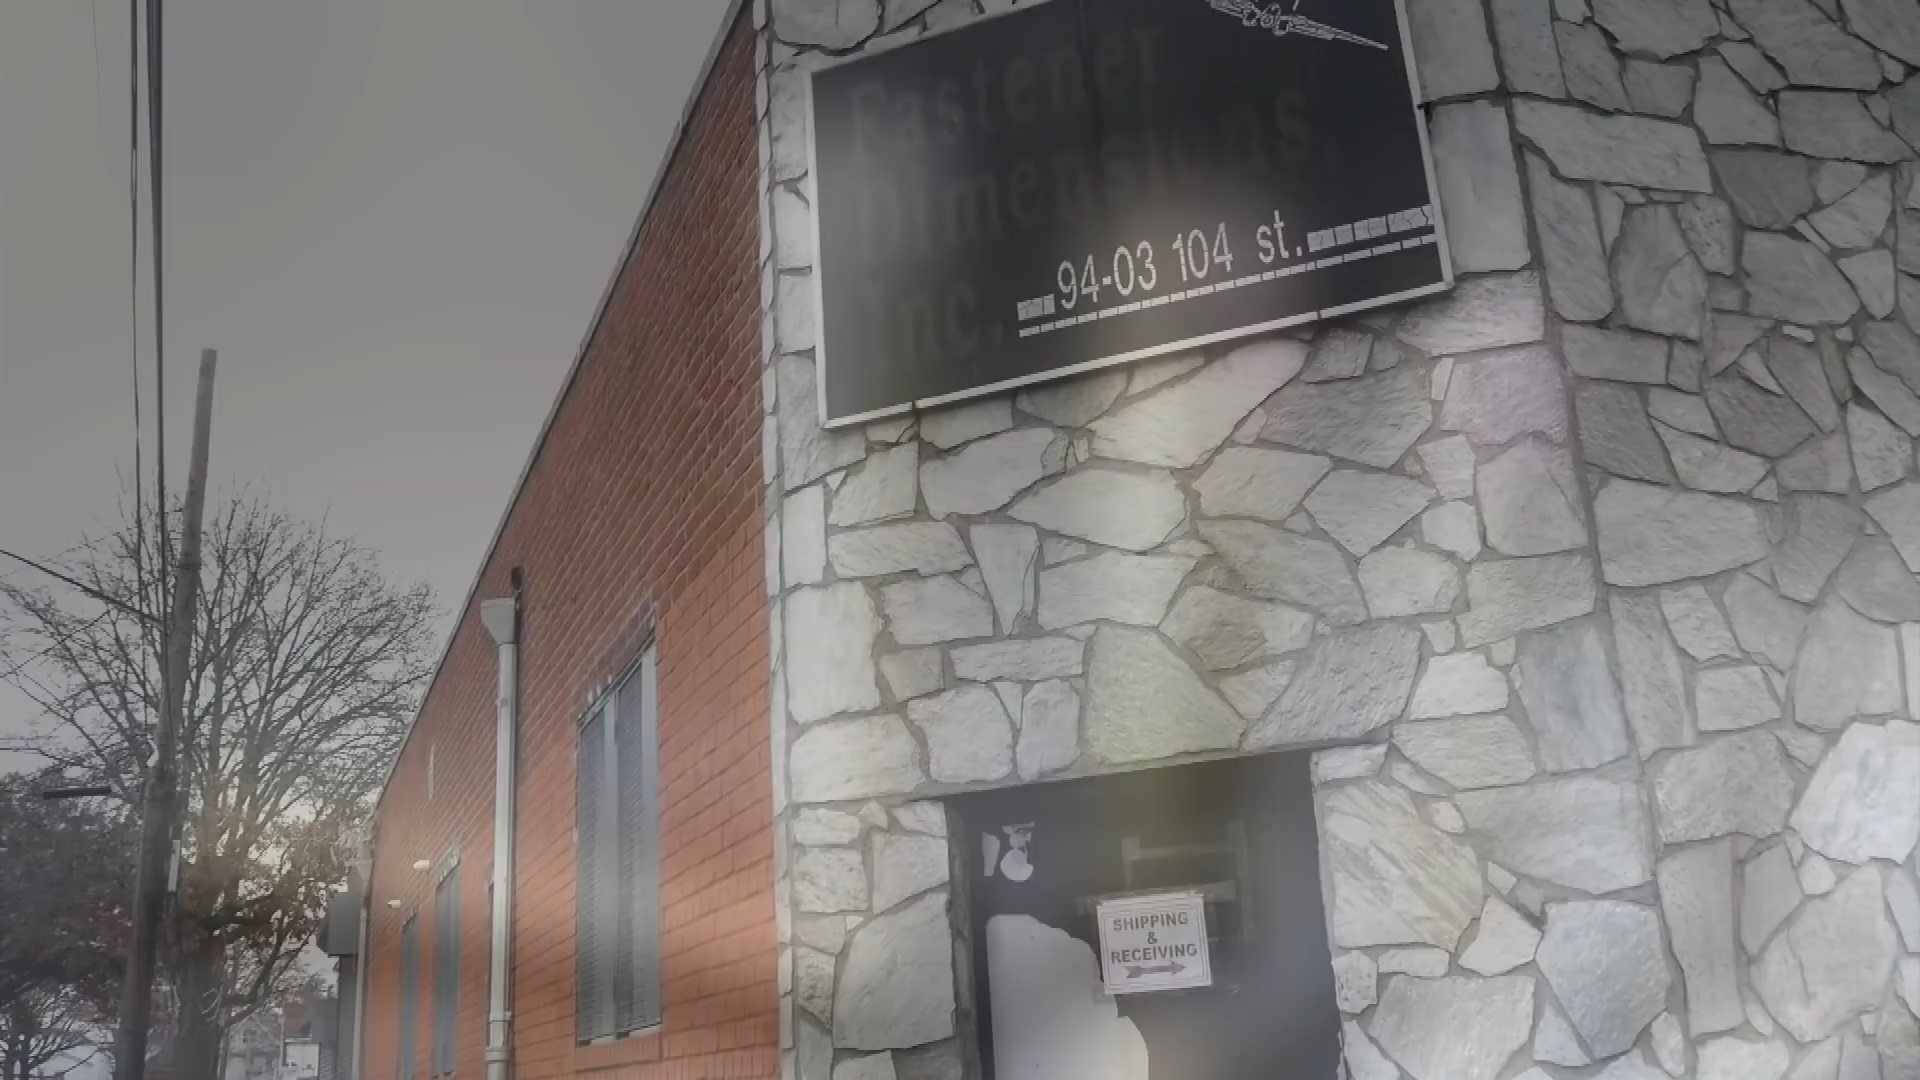 Fastener
Dimensions,
Inc.
94-03 104 st.
SHIPPING
&
RECEIVING